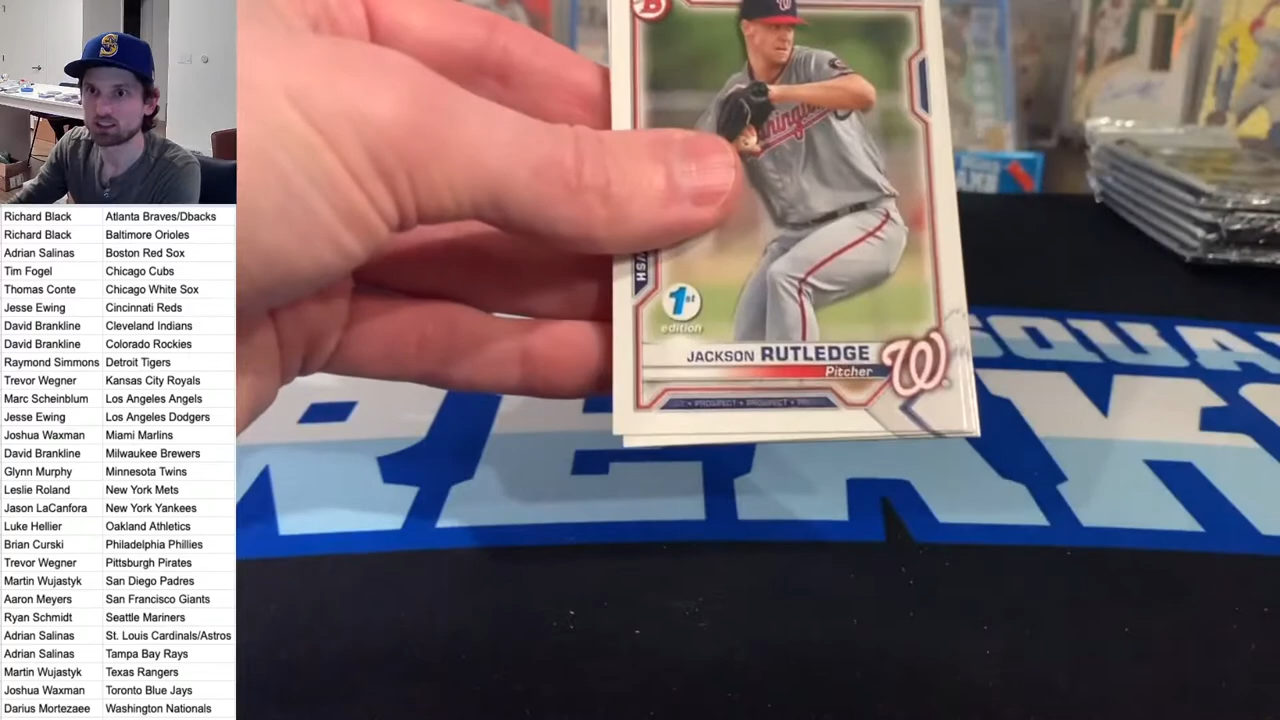 S
Richard Black Atlanta Braves/Dbacks
Richard Black Baltimore Orioles
Adrian Salinas Boston Red Sox
Tim Fogel Chicago Cubs
Thomas Conte Chicago White Sox
Jesse Ewing Cincinnati Reds
David Brankline Cleveland Indians
David Brankline Colorado Rockies
Raymond Simmons Detroit Tigers
Trevor Wegner Kansas City Royals
Marc Scheinblum Los Angeles Angels
Jesse Ewing Los Angeles Dodgers
Joshua Waxman Miami Marlins
David Brankline Milwaukee Brewers
Glynn Murphy Minnesota Twins
Leslie Roland New York Mets
Jason LaCanfora New York Yankees
Luke Hellier Oakland Athletics
Brian Curski Philadelphia Phillies
Trevor Wegner Pittsburgh Pirates
Martin Wujastyk San Diego Padres
Aaron Meyers San Francisco Giants
Ryan Schmidt Seattle Mariners
Adrian Salinas St. Louis Cardinals/Astros
Adrian Salinas Tampa Bay Rays
Martin Wujastyk Texas Rangers
Joshua Waxman Toronto Blue Jays
Darius Mortezaee Washington Nationals
B
W
1st
edition
JACKSON RUTLEDGE
Pitcher
W
PROSPECT • PROSPECT
SQUA
REAK